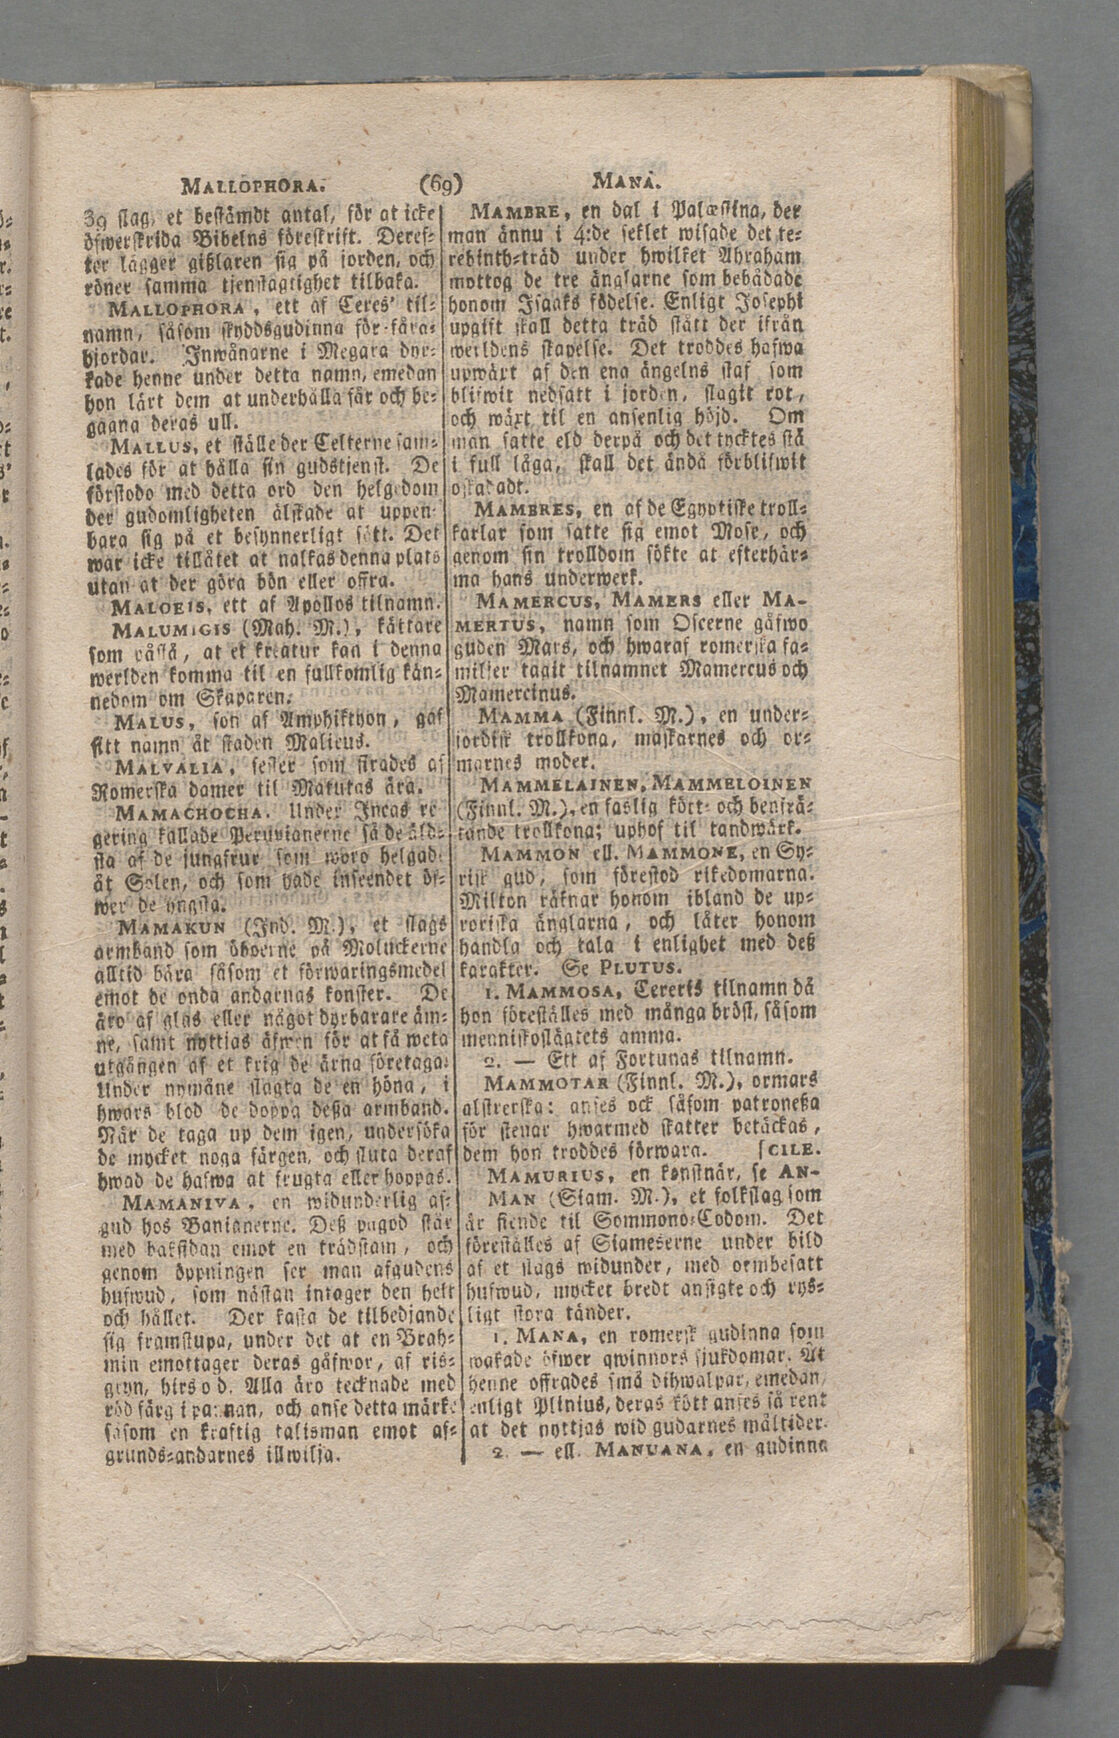 MALLOPHORA. (69) MANA.
39 slag, et bestämdt antal, för at icke
öfwerskrida Bibelns föreskrift. Deref-
ter lägger gißlaren sig på jorden, och
röner samma tjenstagtighet tilbaka.
MALLOPHORA, ett af Ceres' til-
namn, såsom skyddsgudinna för fåra-
hjordar. Inwånarne i Megara dyr-
kade henne under detta namn, emedan
hon lärt dem at underhålla får och be-
gagna deras ull.
MALLUS, et ställe der Celterne sam-
lades för at hålla sin gudstjenst. De
förstodo med detta ord den helgedom
der gudomligheten älskade at uppen-
bara sig på et besynnerligt sätt. Det
war icke tillåtet at nalkas denna plats
utan at der göra bön eller offra.
MALOEIS, ett af Apollos tilnamn.
MALUMIGIS (Mah. M.), kättare
som påstå, at et kreatur kan i denna
werlden komma til en fullkomlig kän-
nedom om Skaparen.
MALUS, son af Amphiktyon, gaf
sitt namn åt staden Malieus.
MALVALIA, fester som firades af
Romerska damer til Matutas ära.
MAMACHOCHA. Under Incas re-
gering kallade Peruvianerne så de äld-
sta af de jungfrur som woro helgade
åt Solen, och som hade inseendet öf-
wer de yngsta.
MAMAKUN (Ind. M.), et slags
armband som öboerne på Moluckerne
alltid bära såsom et förwaringsmedel
emot de onda andarnas konster. De
äro af glas eller något dyrbarare äm-
ne, samt nyttjas äfwen för at få weta
utgången af et krig de ärna företaga.
Under nymåne slagta de en höna, i
hwars blod de doppa deßa armband.
När de taga up dem igen, undersöka
de mycket noga färgen, och sluta deraf
hwad de hafwa at frugta eller hoppas.
MAMANIVA, en widunderlig af-
gud hos Banianerne. Deß pagod står
med baksidan emot en trädstam, och
genom öppningen ser man afgudens
hufwud, som nästan intager den helt
och hållet. Der kasta de tilbedjande
sig framstupa, under det at en Brah-
min emottager deras gåfwor, af ris-
gryn, hirs o d. Alla äro tecknade med
röd färg i pannan, och anse detta märke
såsom en kraftig talisman emot af-
grunds-andarnes illwilja.
MAMBRE, en dal i Palæstina, der
man ännu i 4:de seklet wisade det te-
rebinth-träd under hwilket Abraham
mottog de tre änglarne som bebådade
honom Isaaks födelse. Enligt Josephi
upgift skall detta träd stått der ifrån
werldens skapelse. Det troddes hafwa
upwäxt af den ena ängelns staf som
blifwit nedsatt i jorden, slagit rot,
och wäxt til en ansenlig höjd. Om
man satte eld derpå och det tycktes stå
i full låga, skall det ändå förblifwit
oskadadt.
MAMBRES, en af de Egyptiske troll-
karlar som satte sig emot Mose, och
genom sin trolldom sökte at efterhär-
ma hans underwerk.
MAMERCUS, MAMERS eller MA-
MERTUS, namn som Oscerne gåfwo
guden Mars, och hwaraf romerska fa-
miljer tagit tilnamnet Mamercus och
Mamercinus.
MAMMA (Finnl. M.), en under-
jordisk trollkona, maskarnes och or-
marnes moder.
MAMMELAINEN, MAMMELOINEN
(Finnl. M.), en faslig kött- och benfrä-
tande trollkona; uphof til tandwärk.
MAMMON ell. MAMMONE, en Sy-
risk gud, som förestod rikedomarna.
Milton räknar honom ibland de up-
roriska änglarna, och låter honom
handla och tala i enlighet med deß
karakter. Se PLUTUS.
1. MAMMOSA, Cereris tilnamn då
hon föreställes med många bröst, såsom
menniskoslägtets amma.
2. — Ett af Fortunas tilnamn.
MAMMOTAR (Finnl. M.), ormars
alstrerska: anses ock såsom patroneßa
för stenar hwarmed skatter betäckas,
dem hon troddes förwara. [CILE.
MAMURIUS, en konstnär, se AN-
MAN (Siam. M.), et folkslag som
är fiende til Sommono-Codom. Det
föreställes af Siameserne under bild
af et slags widunder, med ormbesatt
hufwud, mycket bredt ansigte och rys-
ligt stora tänder.
1. MANA, en romersk gudinna som
wakade öfwer qwinnors sjukdomar. At
henne offrades små dihwalpar, emedan,
enligt Plinius, deras kött anses så rent
at det nyttjas wid gudarnes måltider.
2. — ell. MANUANA, en gudinna